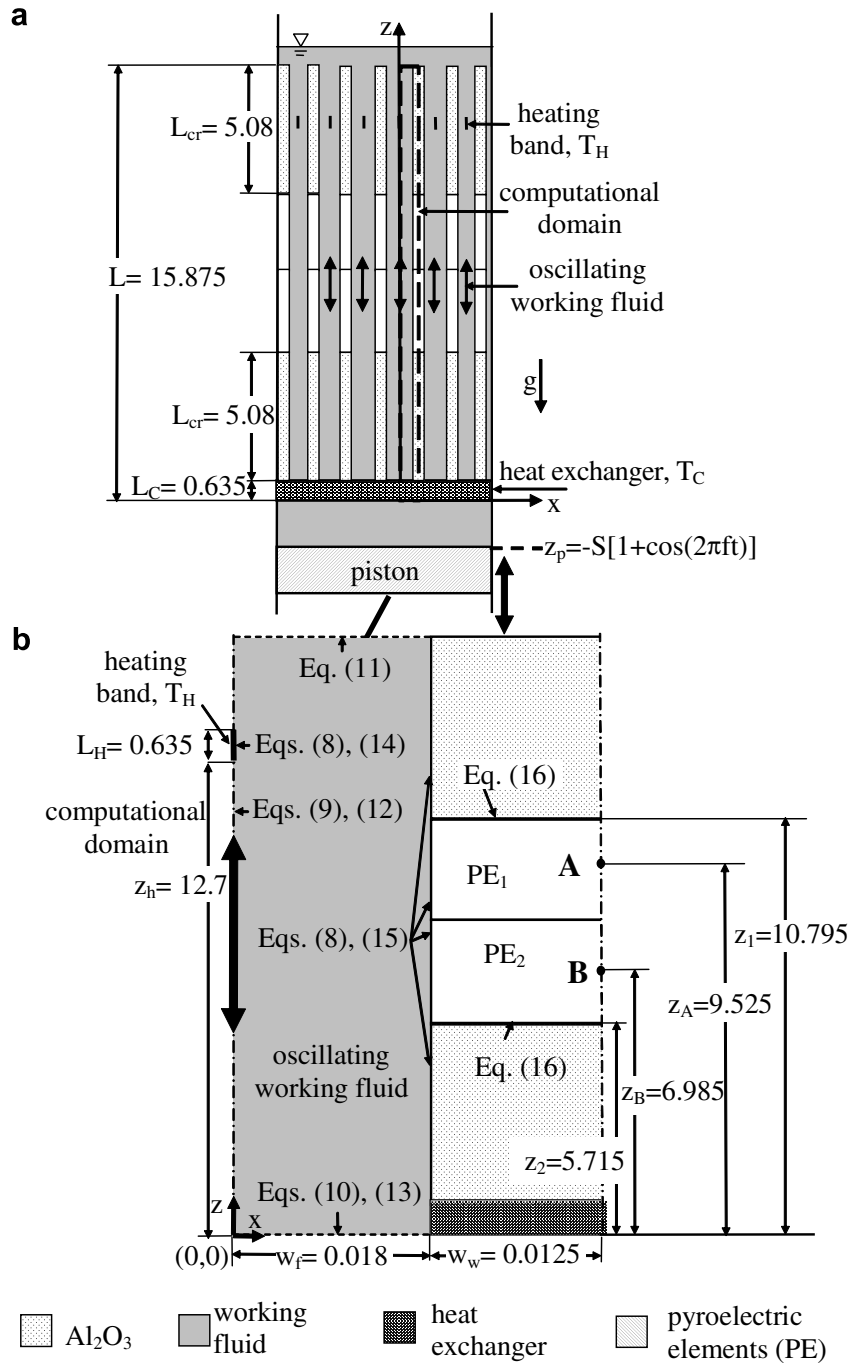 a
z
L_cr= 5.08
heating
band, T_H
computational
domain
L= 15.875
oscillating
working fluid
g
L_cr= 5.08
heat exchanger, T_C
L_C= 0.635
x
z_p=-S[1+cos(2πft)]
piston
b
heating
band, T_H
Eq. (11)
L_H= 0.635
Eqs. (8), (14)
Eq. (16)
computational
domain
Eqs. (9), (12)
z_h= 12.7
PE_1
A
z_1=10.795
Eqs. (8), (15)
PE_2
B
z_A=9.525
oscillating
working fluid
Eq. (16)
z_B=6.985
z_2=5.715
Eqs. (10), (13)
z
x
(0,0)
w_f= 0.018
w_w= 0.0125
Al_2O_3
working
fluid
heat
exchanger
pyroelectric
elements (PE)